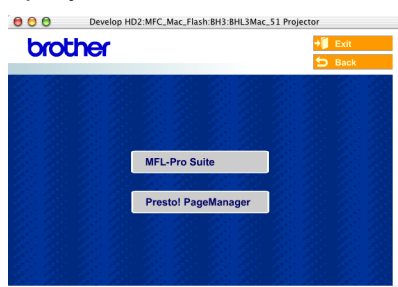 Develop HD2:MFC_Mac_Flash:BH3:BHL3Mac_51 Projector
brother
Exit
Back
MFL-Pro Suite
Presto! PageManager